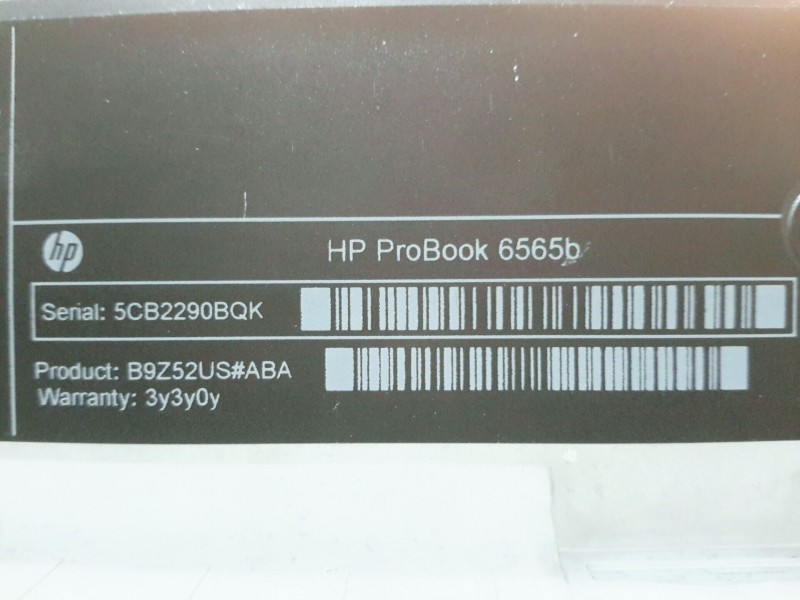 hp
HP ProBook 6565b
Serial: 5CB2290BQK
Product: B9Z52US#ABA
Warranty: 3y3y0y